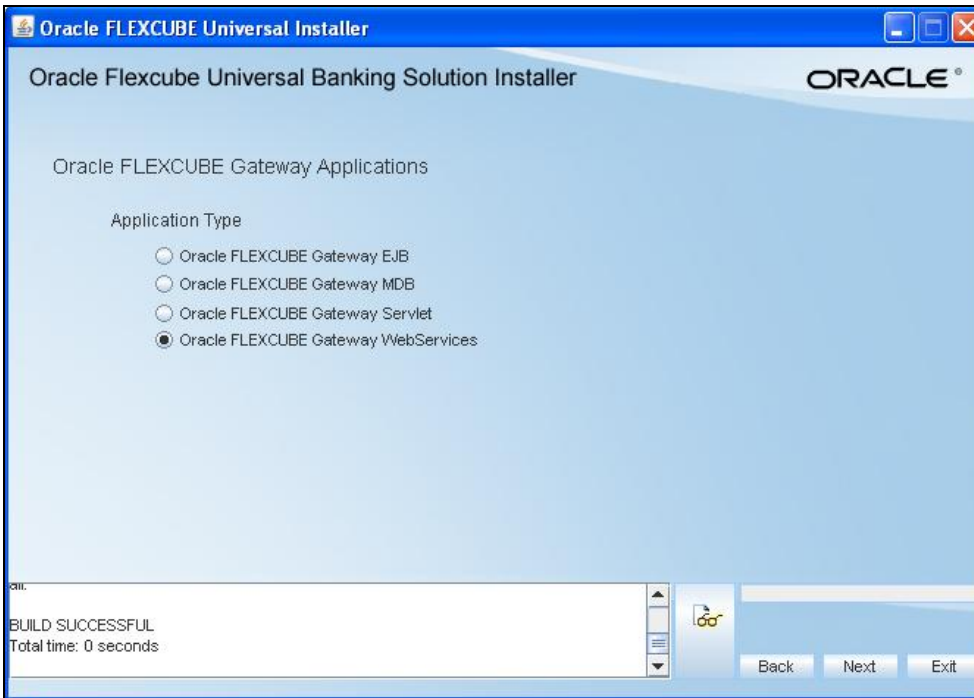 Oracle FLEXCUBE Universal Installer
Oracle Flexcube Universal Banking Solution Installer
ORACLE®
Oracle FLEXCUBE Gateway Applications
Application Type
Oracle FLEXCUBE Gateway EJB
Oracle FLEXCUBE Gateway MDB
Oracle FLEXCUBE Gateway Servlet
Oracle FLEXCUBE Gateway WebServices
BUILD SUCCESSFUL
Total time: 0 seconds
Back Next Exit